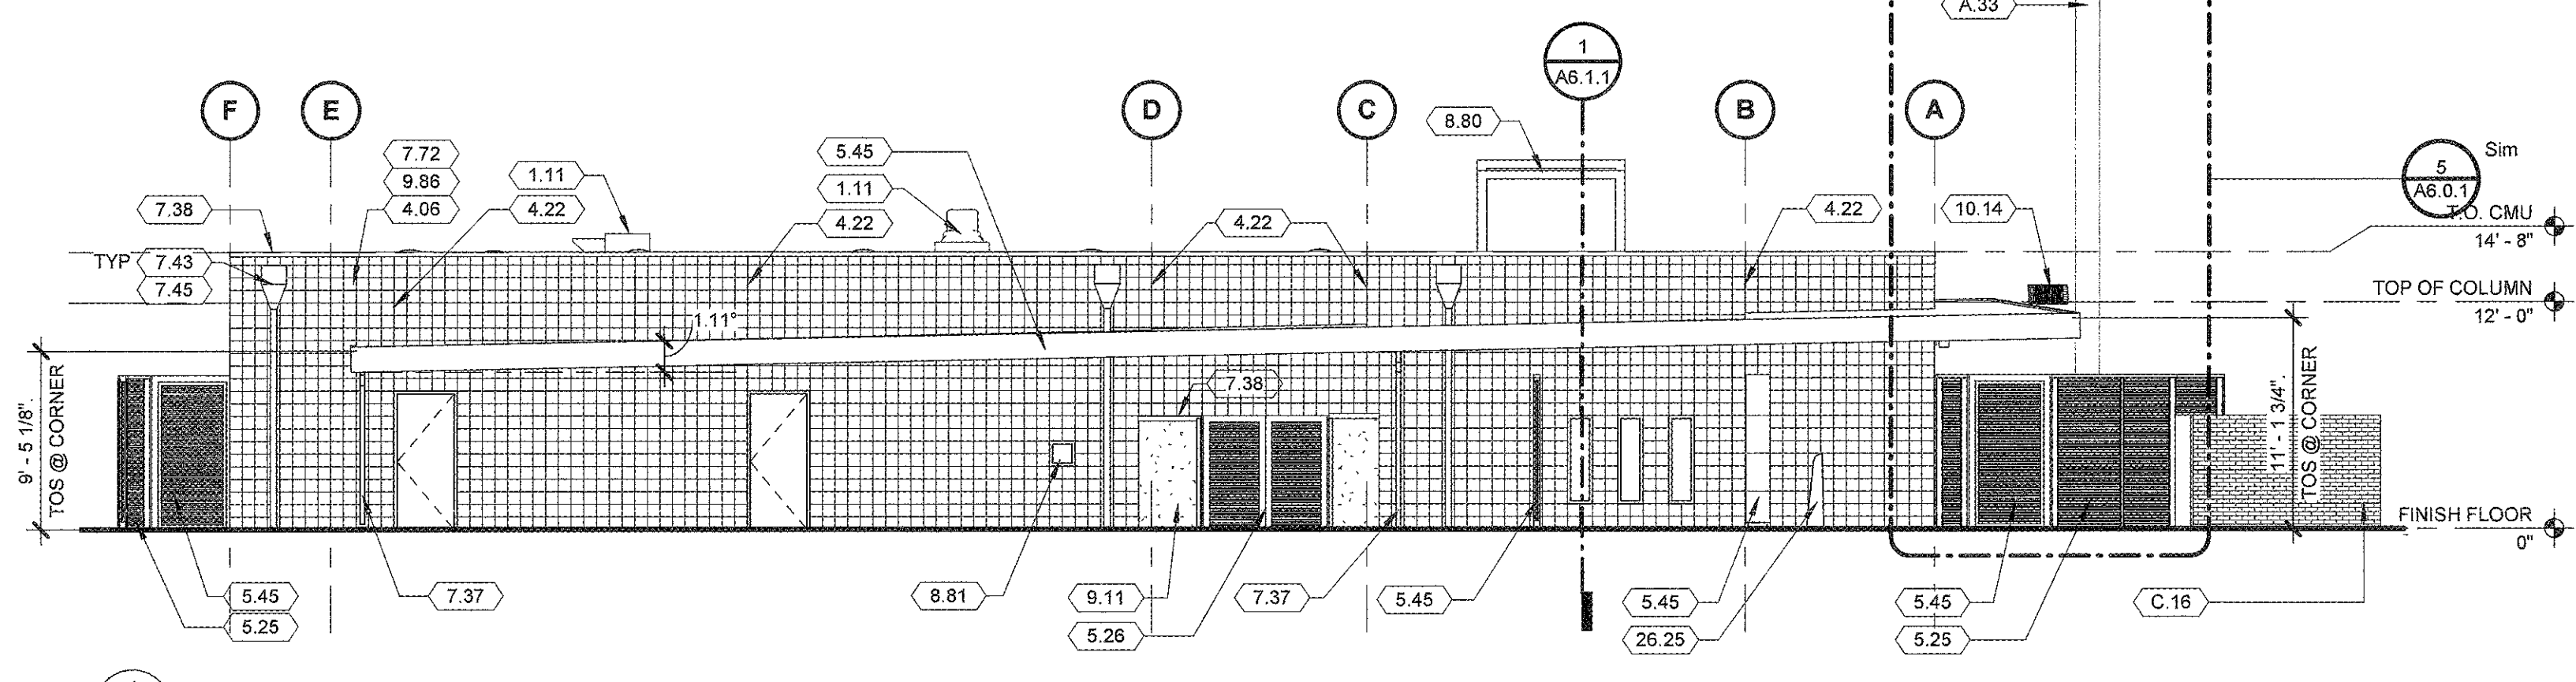 A.33
1
A6.1.1
F
E
D
C
B
A
8.80
5
A6.0.1
Sim
7.72
9.86
4.06
5.45
1.11
1.11
7.38
4.22
4.22
4.22
4.22
10.14
T.O. CMU
14' - 8"
TYP
7.43
7.45
TOP OF COLUMN
12' - 0"
1.11°
7.38
9' - 5 1/8".
TOS @ CORNER
11' - 1 3/4".
TOS @ CORNER
FINISH FLOOR
0"
5.45
5.25
7.37
8.81
9.11
5.26
7.37
5.45
5.45
26.25
5.45
5.25
C.16